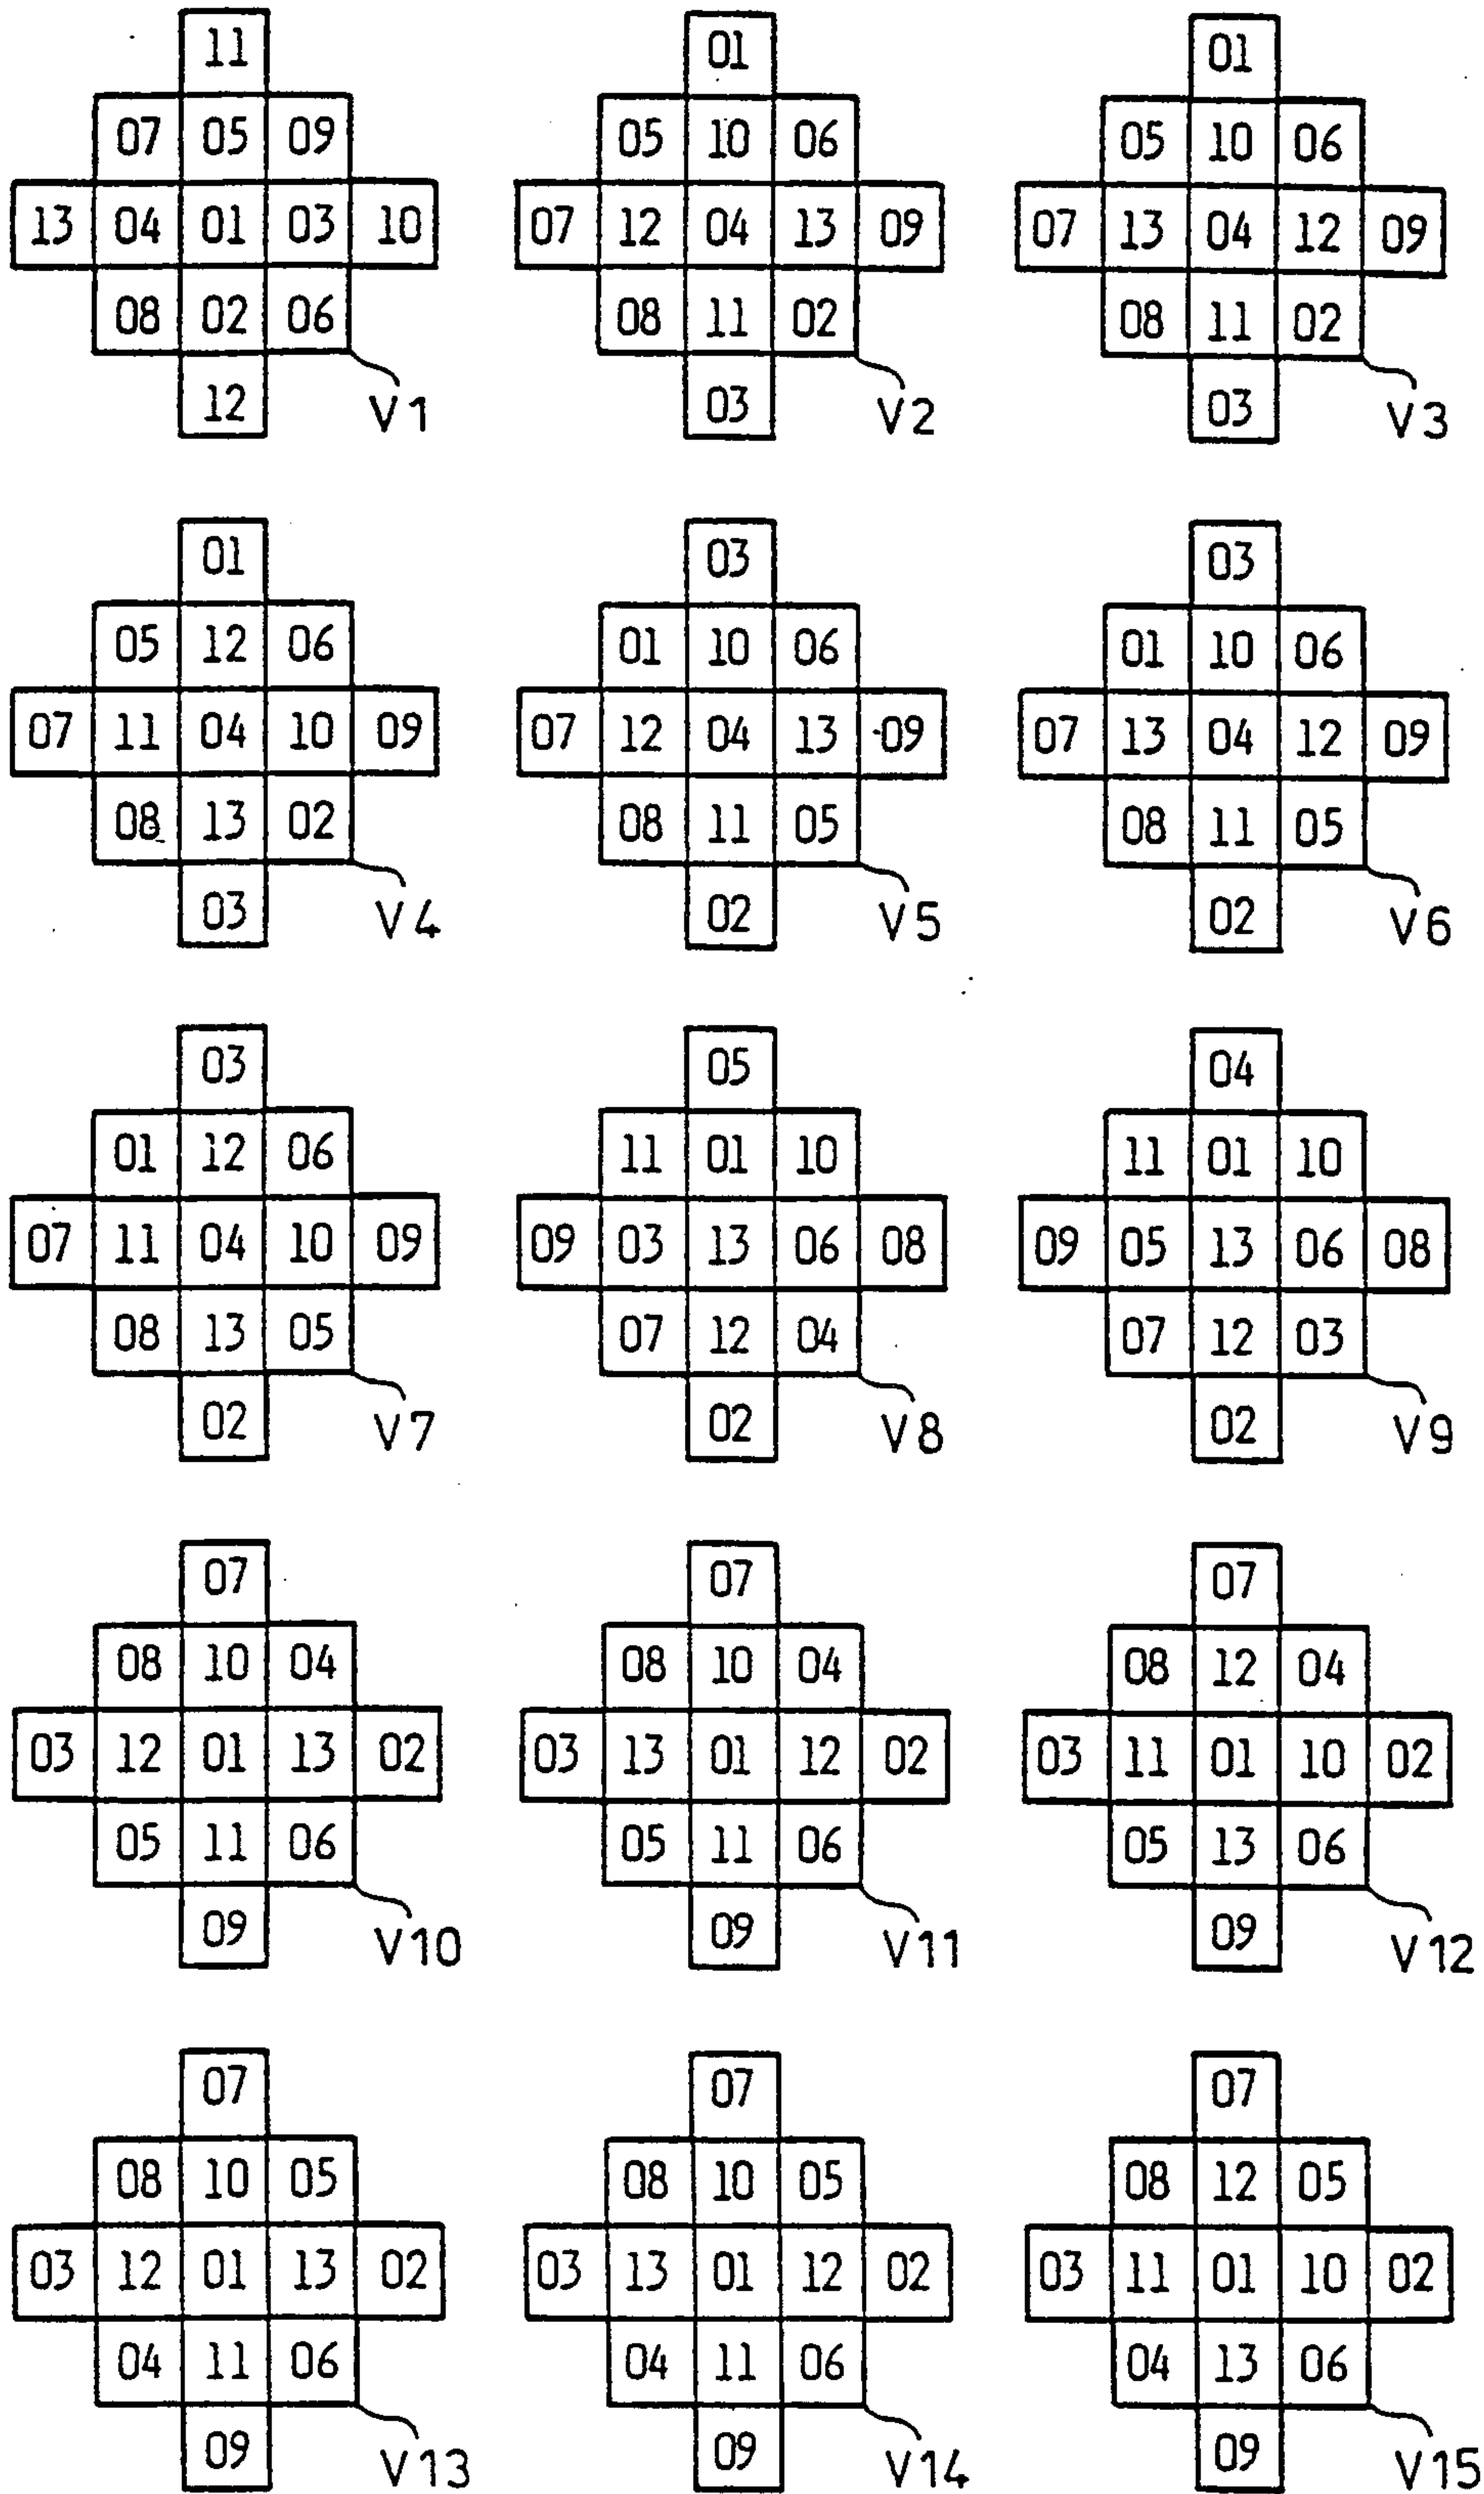 11 01 01
07 05 09 05 10 06 05 10 06
13 04 01 03 10 07 12 04 13 09 07 13 04 12 09
08 02 06 08 11 02 08 11 02
12 V1 03 V2 03 V3
01 03 03
05 12 06 01 10 06 01 10 06
07 11 04 10 09 07 12 04 13 09 07 13 04 12 09
08 13 02 08 11 05 08 11 05
03 V4 02 V5 02 V6
03 05 04
01 12 06 11 01 10 11 01 10
07 11 04 10 09 09 03 13 06 08 09 05 13 06 08
08 13 05 07 12 04 07 12 03
02 V7 02 V8 02 V9
07 07 07
08 10 04 08 10 04 08 12 04
03 12 01 13 02 03 13 01 12 02 03 11 01 10 02
05 11 06 05 11 06 05 13 06
09 V10 09 V11 09 V12
07 07 07
08 10 05 08 10 05 08 12 05
03 12 01 13 02 03 13 01 12 02 03 11 01 10 02
04 11 06 04 11 06 04 13 06
09 V13 09 V14 09 V15